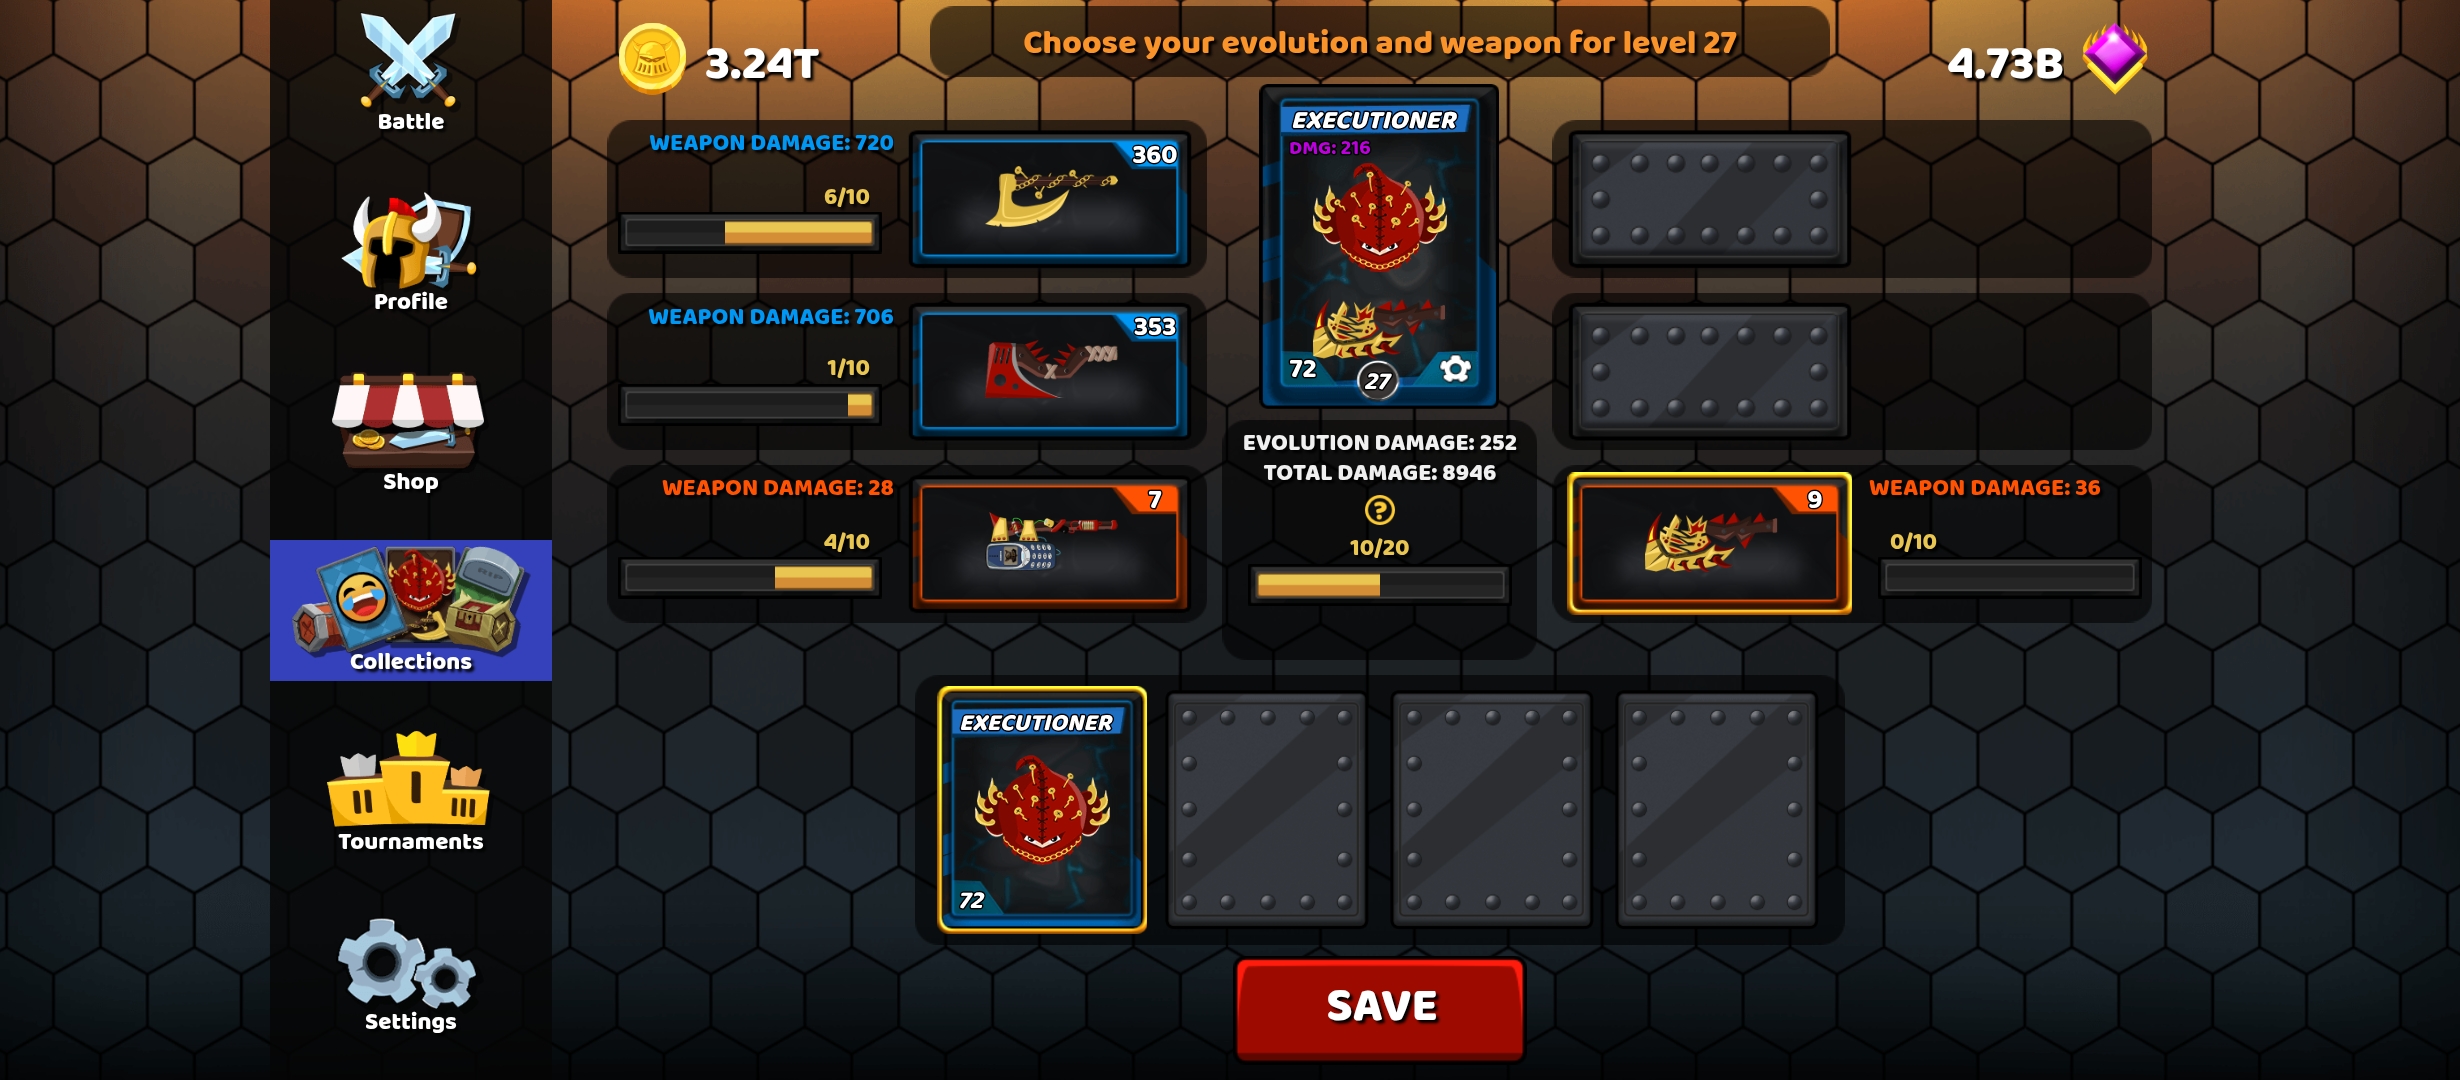 Battle
Profile
Shop
Collections
Tournaments
Settings
3.24T
Choose your evolution and weapon for level 27
4.73B
WEAPON DAMAGE: 720
6/10
360
WEAPON DAMAGE: 706
1/10
353
WEAPON DAMAGE: 28
4/10
7
EXECUTIONER
DMG: 216
72
27
EVOLUTION DAMAGE: 252
TOTAL DAMAGE: 8946
?
10/20
9
WEAPON DAMAGE: 36
0/10
EXECUTIONER
72
SAVE